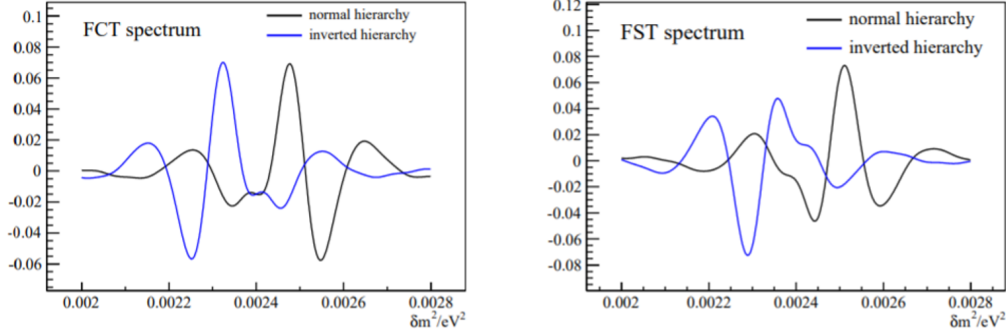 0.1
0.08
0.06
0.04
0.0
0.02
0
-0.02
-0.04
-0.06
FCT spectrum
normal hierarchy
inverted hierarchy
0.002 0.0022 0.0024 0.0026 0.0028
δm²/eV²
0.12
0.1
0.08
0.06
0.04
0.02
0
-0.02
-0.04
-0.06
-0.08
FST spectrum
normal hierarchy
inverted hierarchy
0.002 0.0022 0.0024 0.0026 0.0028
δm²/eV²